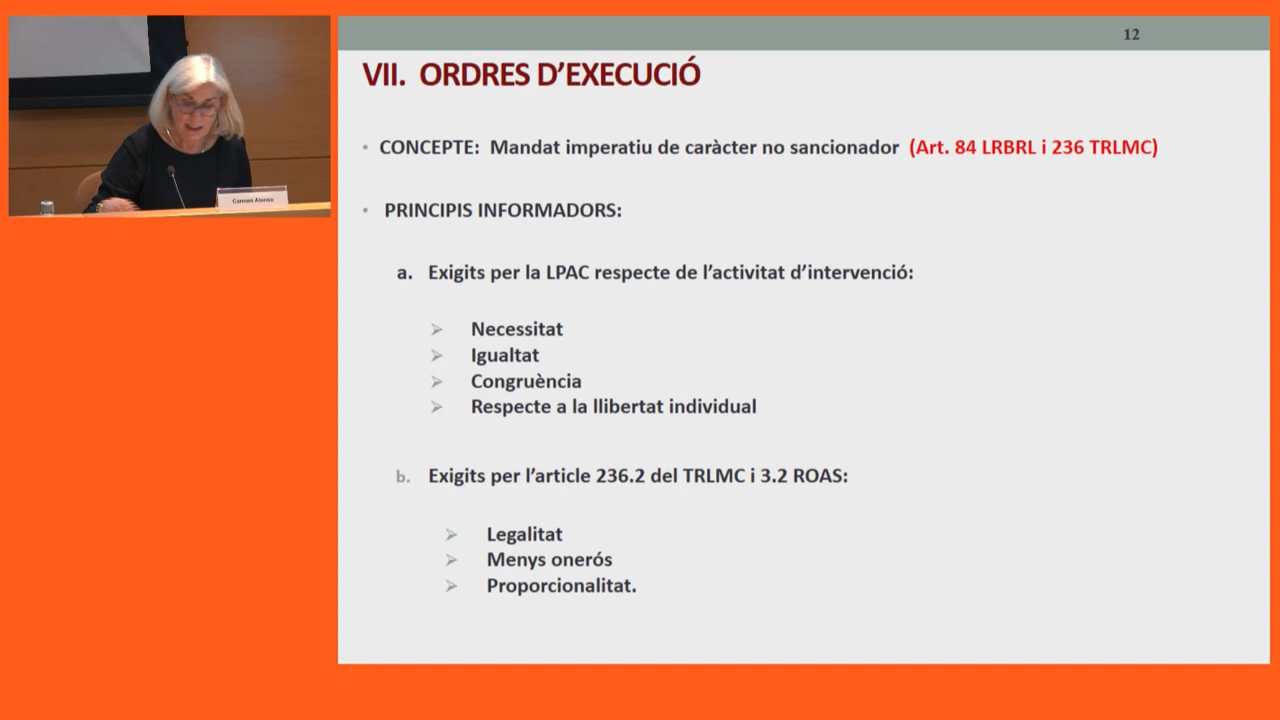 Carmen Alonso
12
VII. ORDRES D’EXECUCIÓ
• CONCEPTE: Mandat imperatiu de caràcter no sancionador (Art. 84 LRBRL i 236 TRLMC)
• PRINCIPIS INFORMADORS:
a. Exigits per la LPAC respecte de l’activitat d’intervenció:
➢ Necessitat
➢ Igualtat
➢ Congruència
➢ Respecte a la llibertat individual
b. Exigits per l’article 236.2 del TRLMC i 3.2 ROAS:
➢ Legalitat
➢ Menys onerós
➢ Proporcionalitat.